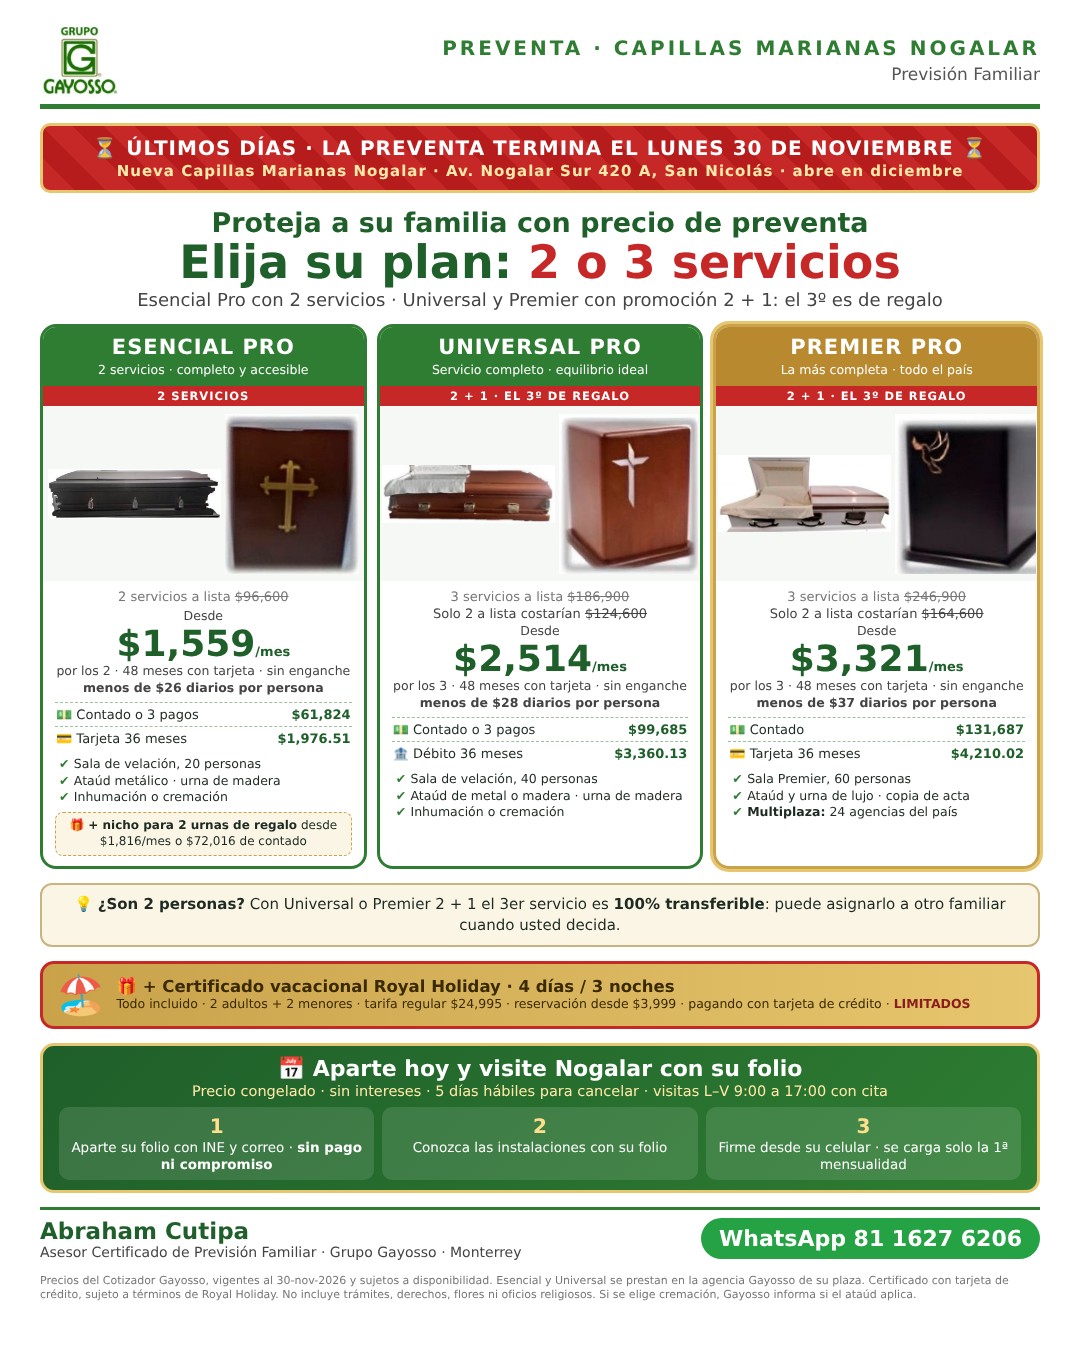 GRUPO
GAYOSSO
PREVENTA · CAPILLAS MARIANAS NOGALAR
Previsión Familiar
⏳ ÚLTIMOS DÍAS · LA PREVENTA TERMINA EL LUNES 30 DE NOVIEMBRE ⏳
Nueva Capillas Marianas Nogalar · Av. Nogalar Sur 420 A, San Nicolás · abre en diciembre
Proteja a su familia con precio de preventa
Elija su plan: 2 o 3 servicios
Esencial Pro con 2 servicios · Universal y Premier con promoción 2 + 1: el 3º es de regalo
ESENCIAL PRO
2 servicios · completo y accesible
2 SERVICIOS
2 servicios a lista $96,600
Desde
$1,559/mes
por los 2 · 48 meses con tarjeta · sin enganche
menos de $26 diarios por persona
💵 Contado o 3 pagos $61,824
💳 Tarjeta 36 meses $1,976.51
✔ Sala de velación, 20 personas
✔ Ataúd metálico · urna de madera
✔ Inhumación o cremación
🎁 + nicho para 2 urnas de regalo desde
$1,816/mes o $72,016 de contado
UNIVERSAL PRO
Servicio completo · equilibrio ideal
2 + 1 · EL 3º DE REGALO
3 servicios a lista $186,900
Solo 2 a lista costarían $124,600
Desde
$2,514/mes
por los 3 · 48 meses con tarjeta · sin enganche
menos de $28 diarios por persona
💵 Contado o 3 pagos $99,685
🏦 Débito 36 meses $3,360.13
✔ Sala de velación, 40 personas
✔ Ataúd de metal o madera · urna de madera
✔ Inhumación o cremación
PREMIER PRO
La más completa · todo el país
2 + 1 · EL 3º DE REGALO
3 servicios a lista $246,900
Solo 2 a lista costarían $164,600
Desde
$3,321/mes
por los 3 · 48 meses con tarjeta · sin enganche
menos de $37 diarios por persona
💵 Contado $131,687
💳 Tarjeta 36 meses $4,210.02
✔ Sala Premier, 60 personas
✔ Ataúd y urna de lujo · copia de acta
✔ Multiplaza: 24 agencias del país
💡 ¿Son 2 personas? Con Universal o Premier 2 + 1 el 3er servicio es 100% transferible: puede asignarlo a otro familiar
cuando usted decida.
🎁 + Certificado vacacional Royal Holiday · 4 días / 3 noches
Todo incluido · 2 adultos + 2 menores · tarifa regular $24,995 · reservación desde $3,999 · pagando con tarjeta de crédito · LIMITADOS
📅 Aparte hoy y visite Nogalar con su folio
Precio congelado · sin intereses · 5 días hábiles para cancelar · visitas L–V 9:00 a 17:00 con cita
1
Aparte su folio con INE y correo · sin pago
ni compromiso
2
Conozca las instalaciones con su folio
3
Firme desde su celular · se carga solo la 1ª
mensualidad
Abraham Cutipa
Asesor Certificado de Previsión Familiar · Grupo Gayosso · Monterrey
WhatsApp 81 1627 6206
Precios del Cotizador Gayosso, vigentes al 30-nov-2026 y sujetos a disponibilidad. Esencial y Universal se prestan en la agencia Gayosso de su plaza. Certificado con tarjeta de
crédito, sujeto a términos de Royal Holiday. No incluye trámites, derechos, flores ni oficios religiosos. Si se elige cremación, Gayosso informa si el ataúd aplica.